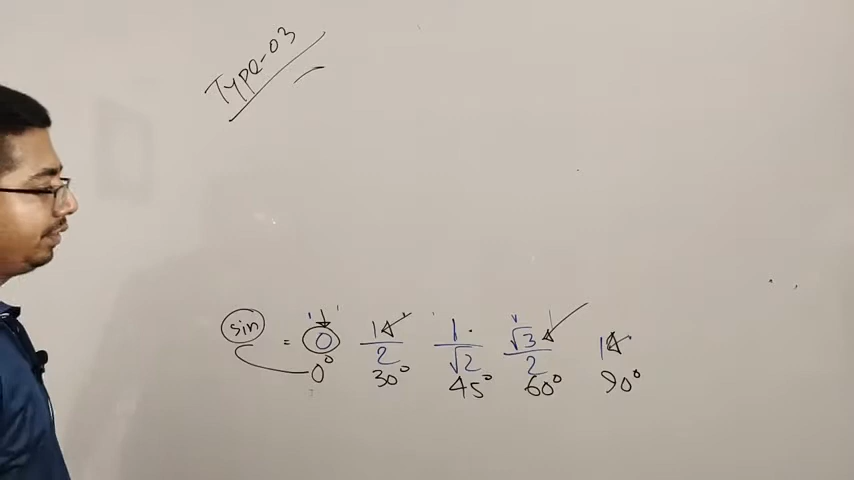 Type-03
sin = 0 1/2 1/√2 √3/2 1
0° 30° 45° 60° 90°